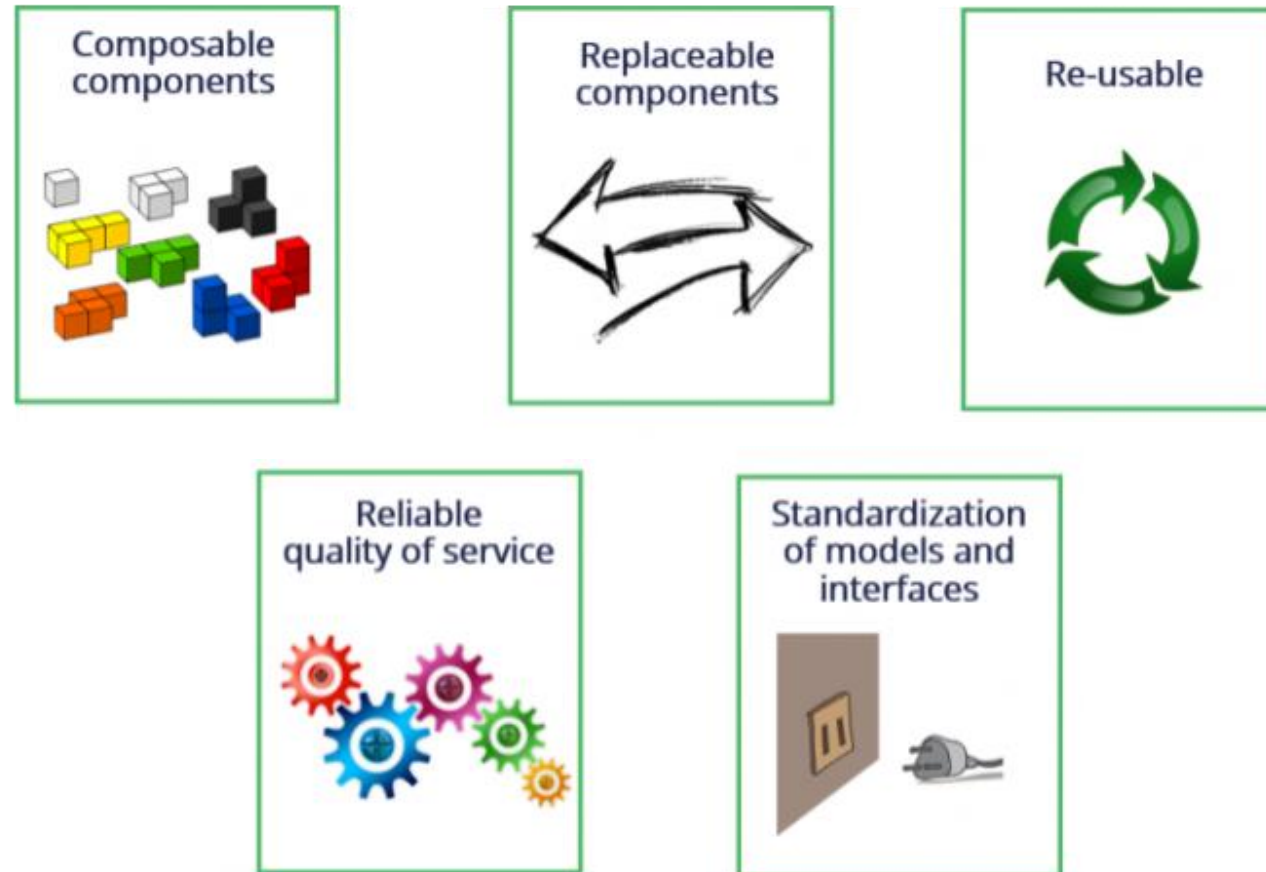 Composable
components
Replaceable
components
Re-usable
Reliable
quality of service
Standardization
of models and
interfaces